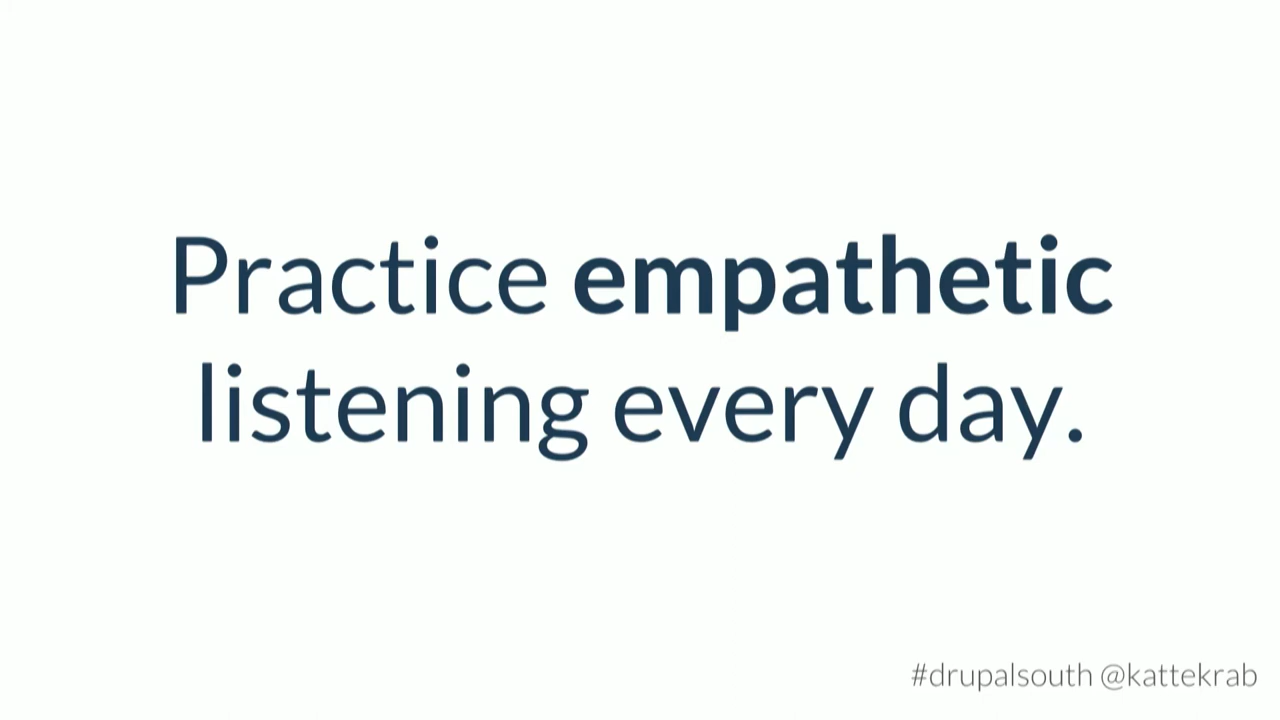 Practice empathetic
listening every day.
#drupalsouth @kattekrab